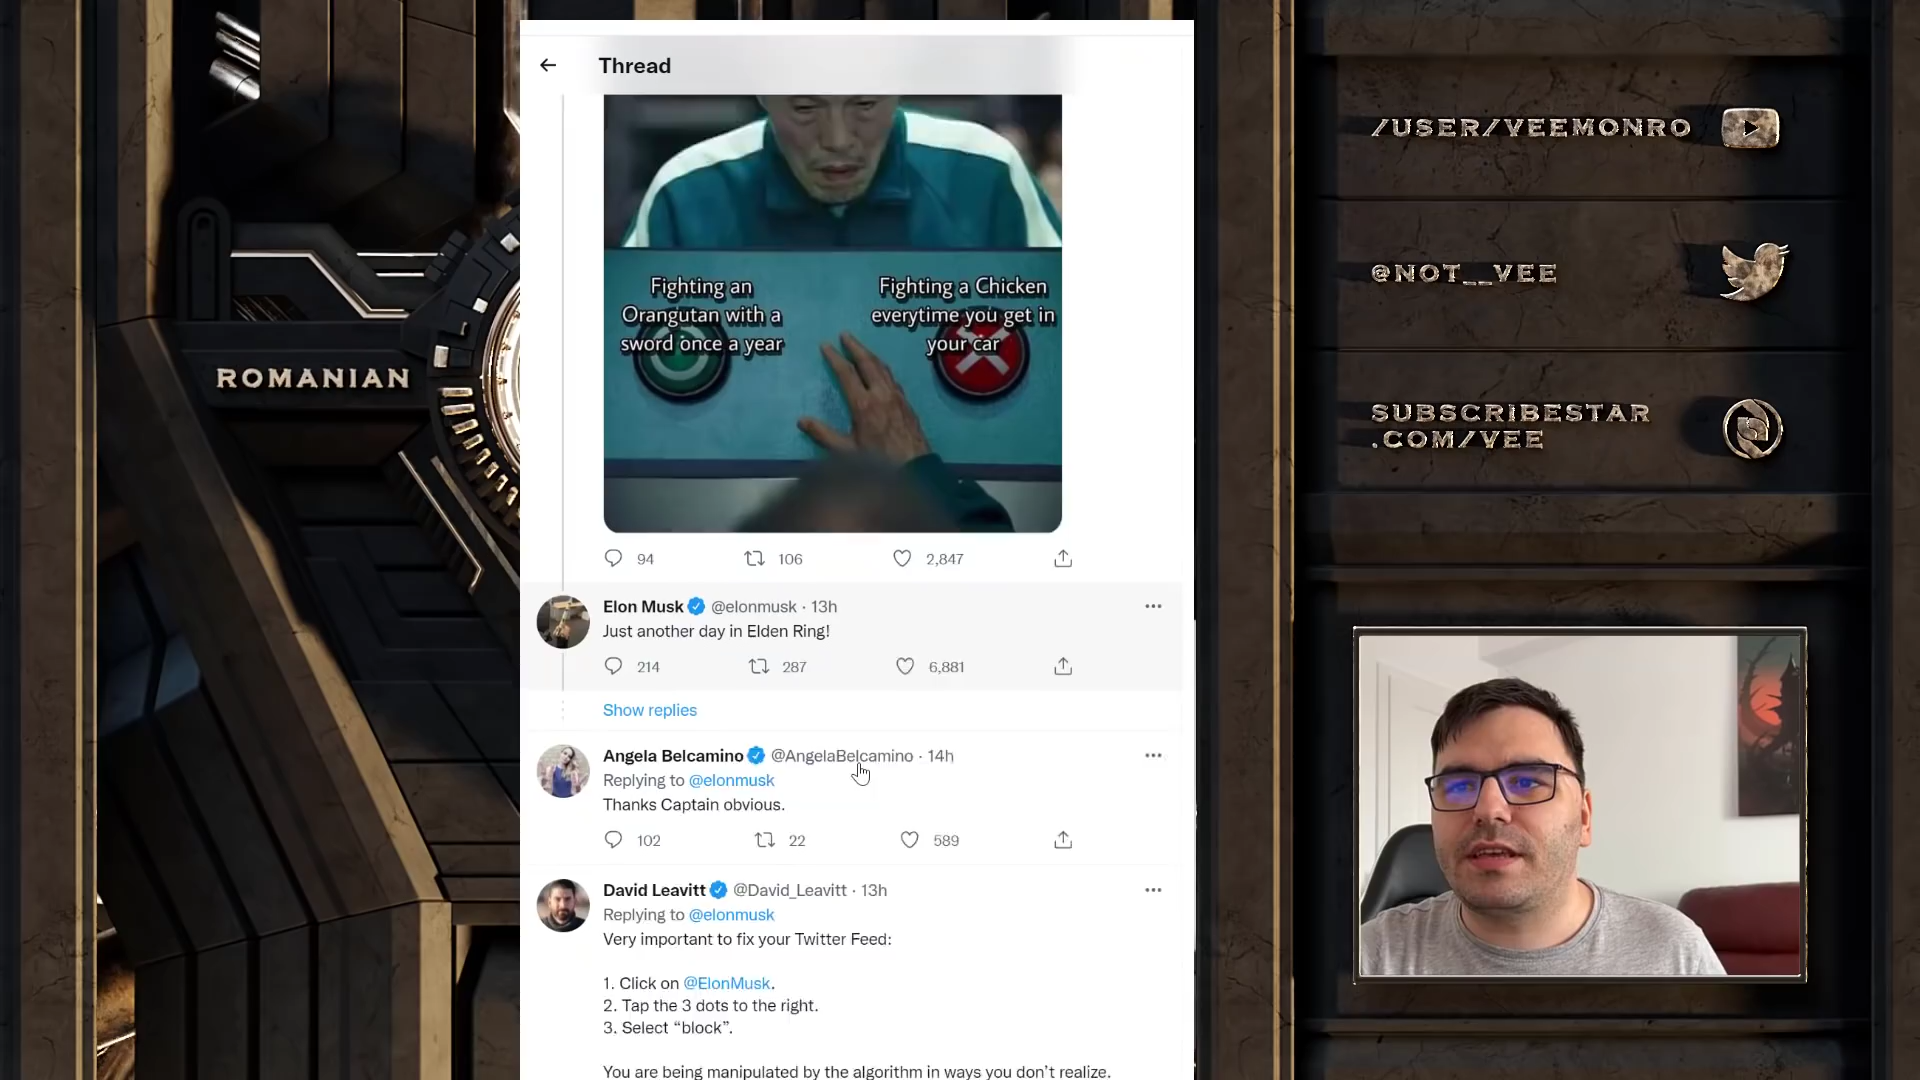 Thread
Fighting an
Orangutan with a
sword once a year
Fighting a Chicken
everytime you get in
your car
94 106 2,847
Elon Musk @elonmusk · 13h
Just another day in Elden Ring!
214 287 6,881
Show replies
Angela Belcamino @AngelaBelcamino · 14h
Replying to @elonmusk
Thanks Captain obvious.
102 22 589
David Leavitt @David_Leavitt · 13h
Replying to @elonmusk
Very important to fix your Twitter Feed:
1. Click on @ElonMusk.
2. Tap the 3 dots to the right.
3. Select “block”.
You are being manipulated by the algorithm in ways you don’t realize.
ROMANIAN
/USER/VEEMONRO
@NOT__VEE
SUBSCRIBESTAR
.COM/VEE